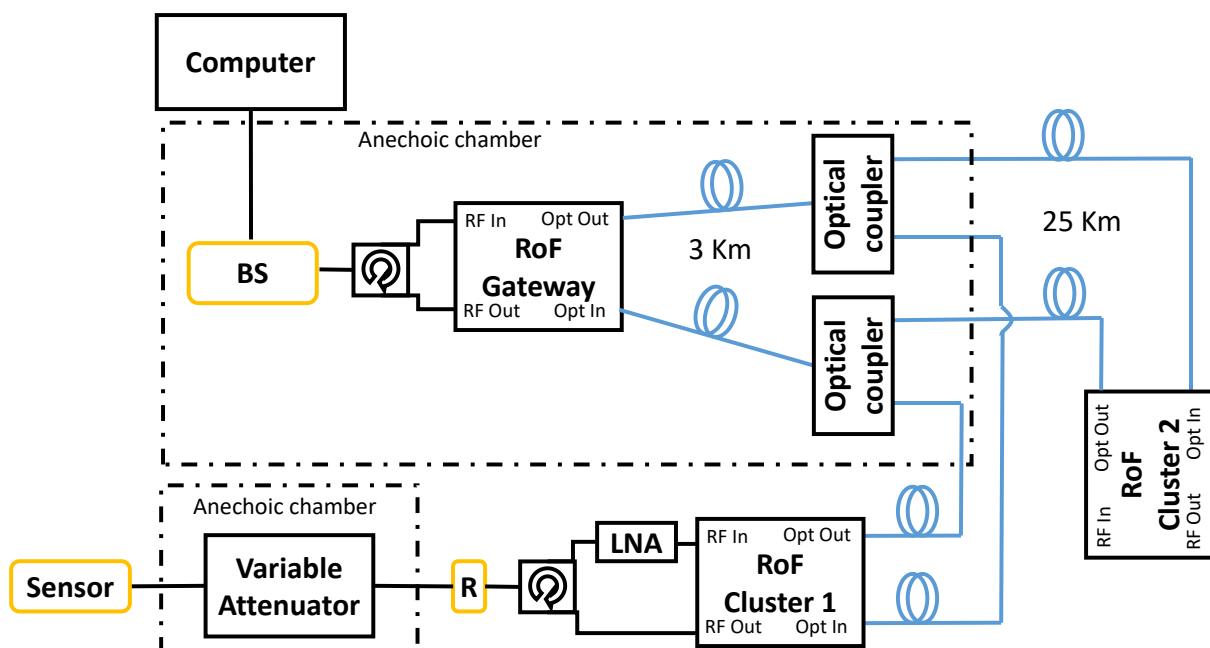 Computer
Anechoic chamber
BS
RF In
Opt Out
RoF
Gateway
RF Out
Opt In
3 Km
Optical
coupler
25 Km
Optical
coupler
RF In
Opt Out
RoF
Cluster 2
RF Out
Opt In
Anechoic chamber
Sensor
Variable
Attenuator
R
LNA
RF In
Opt Out
RoF
Cluster 1
RF Out
Opt In